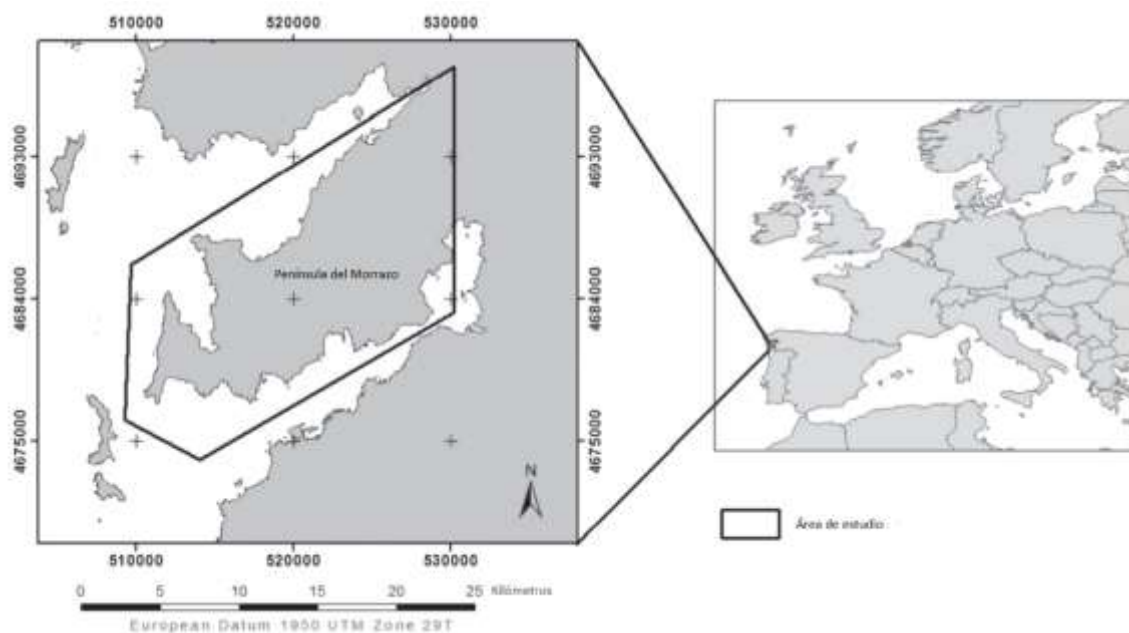 510000 520000 530000
4693000 4693000
Península del Morrazo
4684000 4684000
4675000 4675000
N
510000 520000 530000
Área de estudio
0 5 10 15 20 25 Kilómetros
European Datum 1950 UTM Zone 29T